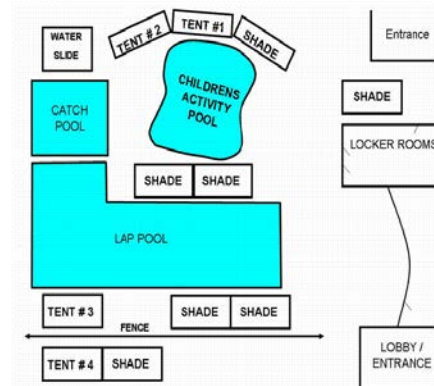 WATER
SLIDE
TENT # 2
TENT #1
SHADE
Entrance
CHILDRENS
ACTIVITY
POOL
CATCH
POOL
SHADE
LOCKER ROOMS
SHADE
SHADE
LAP POOL
TENT # 3
SHADE
SHADE
FENCE
TENT # 4
SHADE
LOBBY /
ENTRANCE